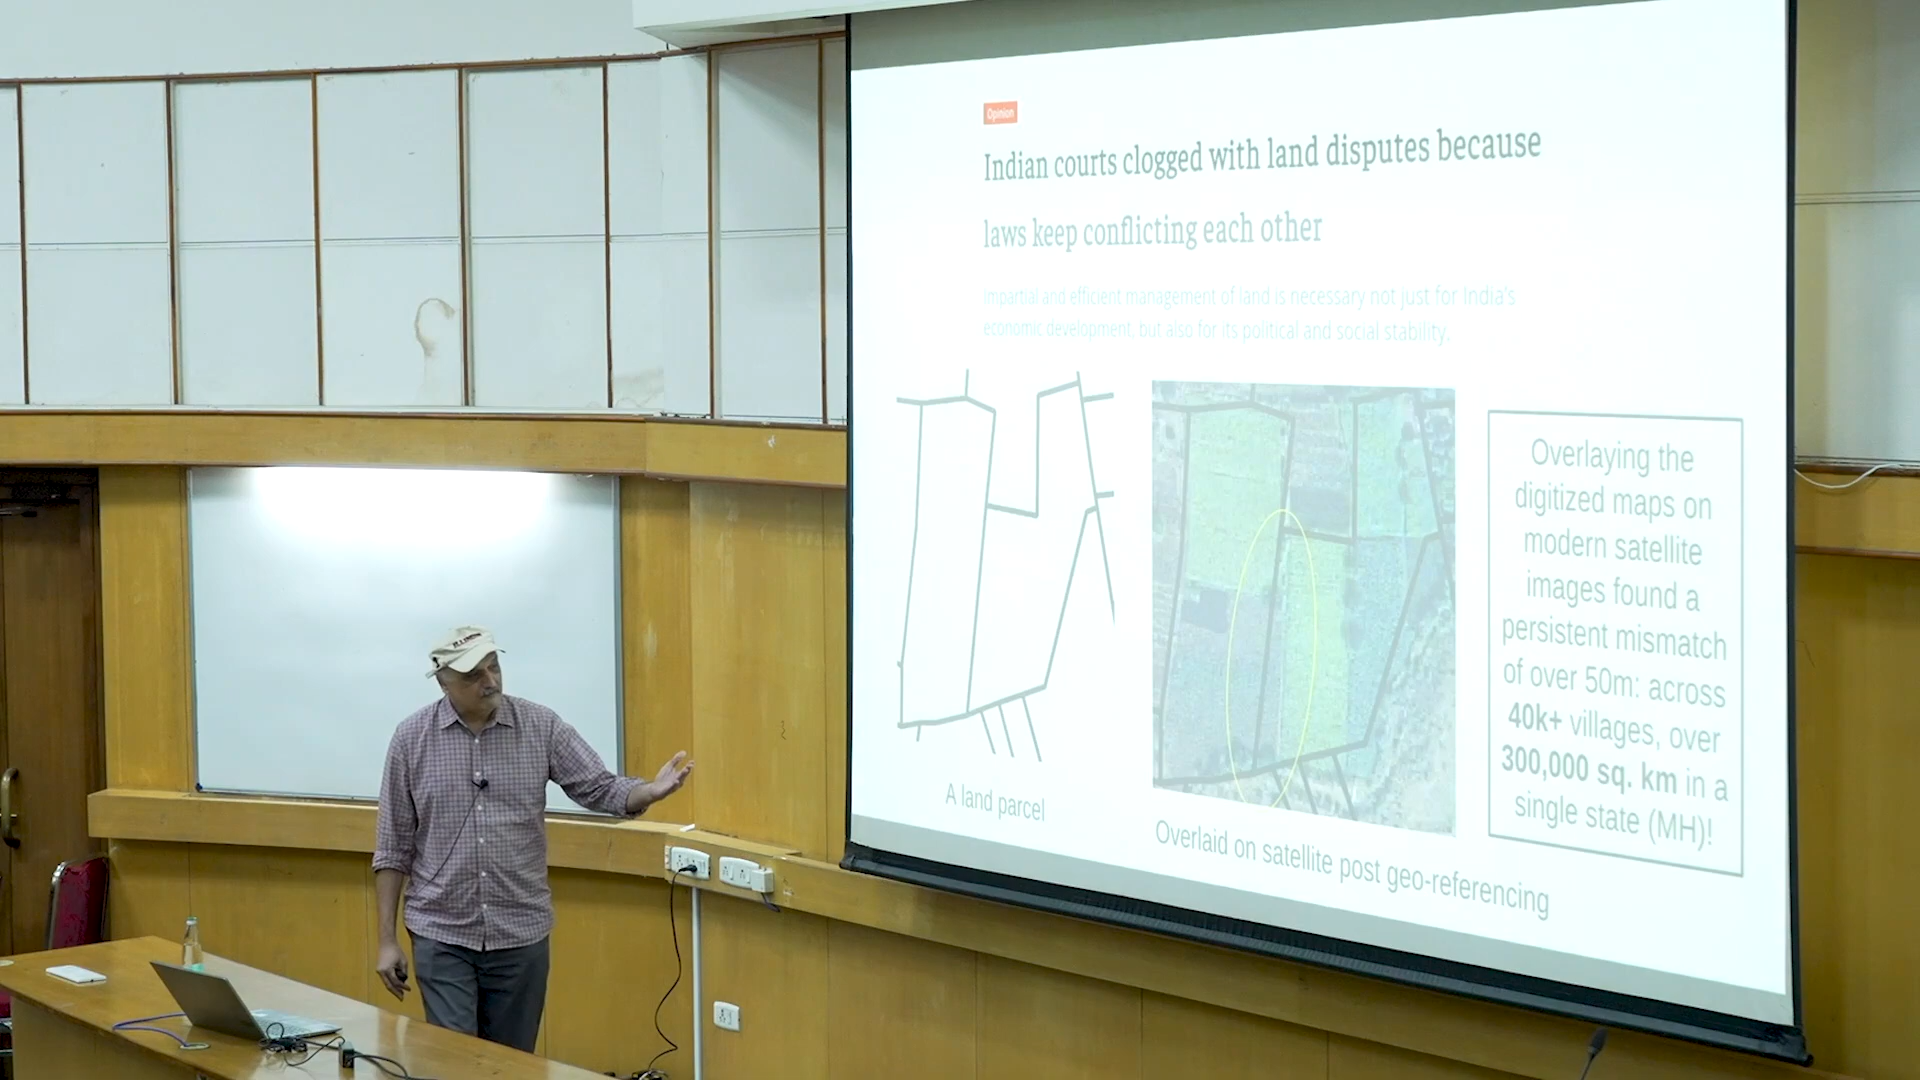 Opinion
Indian courts clogged with land disputes because
laws keep conflicting each other
Impartial and efficient management of land is necessary not just for India's
economic development, but also for its political and social stability.
A land parcel
Overlaid on satellite post geo-referencing
Overlaying the
digitized maps on
modern satellite
images found a
persistent mismatch
of over 50m: across
40k+ villages, over
300,000 sq. km in a
single state (MH)!